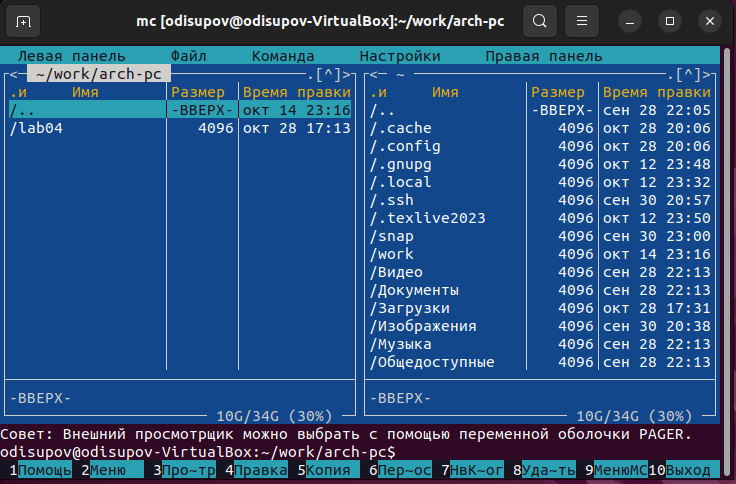 mc [odisupov@odisupov-VirtualBox]:~/work/arch-pc
Левая панель Файл Команда Настройки Правая панель
<─ ~/work/arch-pc .[^]> <─ ~ .[^]>
.и Имя Размер Время правки .и Имя Размер Время правки
/.. -ВВЕРХ- окт 14 23:16 /.. -ВВЕРХ- сен 28 22:05
/lab04 4096 окт 28 17:13 /.cache 4096 окт 28 20:06
/.config 4096 окт 28 20:06
/.gnupg 4096 окт 12 23:48
/.local 4096 окт 12 23:32
/.ssh 4096 сен 30 20:57
/.texlive2023 4096 окт 12 23:50
/snap 4096 сен 30 23:00
/work 4096 окт 14 23:16
/Видео 4096 сен 28 22:13
/Документы 4096 сен 28 22:13
/Загрузки 4096 окт 28 17:31
/Изображения 4096 сен 30 20:38
/Музыка 4096 сен 28 22:13
/Общедоступные 4096 сен 28 22:13
-ВВЕРХ- -ВВЕРХ-
10G/34G (30%) 10G/34G (30%)
Совет: Внешний просмотрщик можно выбрать с помощью переменной оболочки PAGER.
odisupov@odisupov-VirtualBox:~/work/arch-pc$
1Помощь 2Меню 3Про~тр 4Правка 5Копия 6Пер~ос 7НвК~ог 8Уда~ть 9МенюMC 10Выход